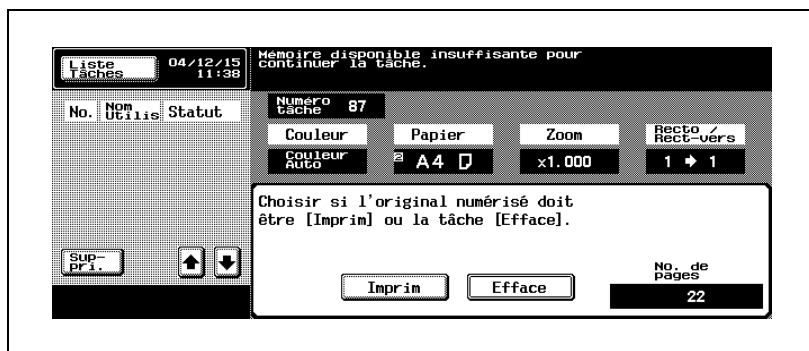 Liste
Tâches
04/12/15
11:38
Mémoire disponible insuffisante pour
continuer la tâche.
No. Nom
Utilis Statut
Numéro
tâche 87
Couleur Papier Zoom Recto /
Rect-vers
Couleur
Auto
2 A4 x1.000 1 → 1
Choisir si l'original numérisé doit
être [Imprim] ou la tâche [Efface].
Sup-
pri.
Imprim Efface
No. de
pages
22